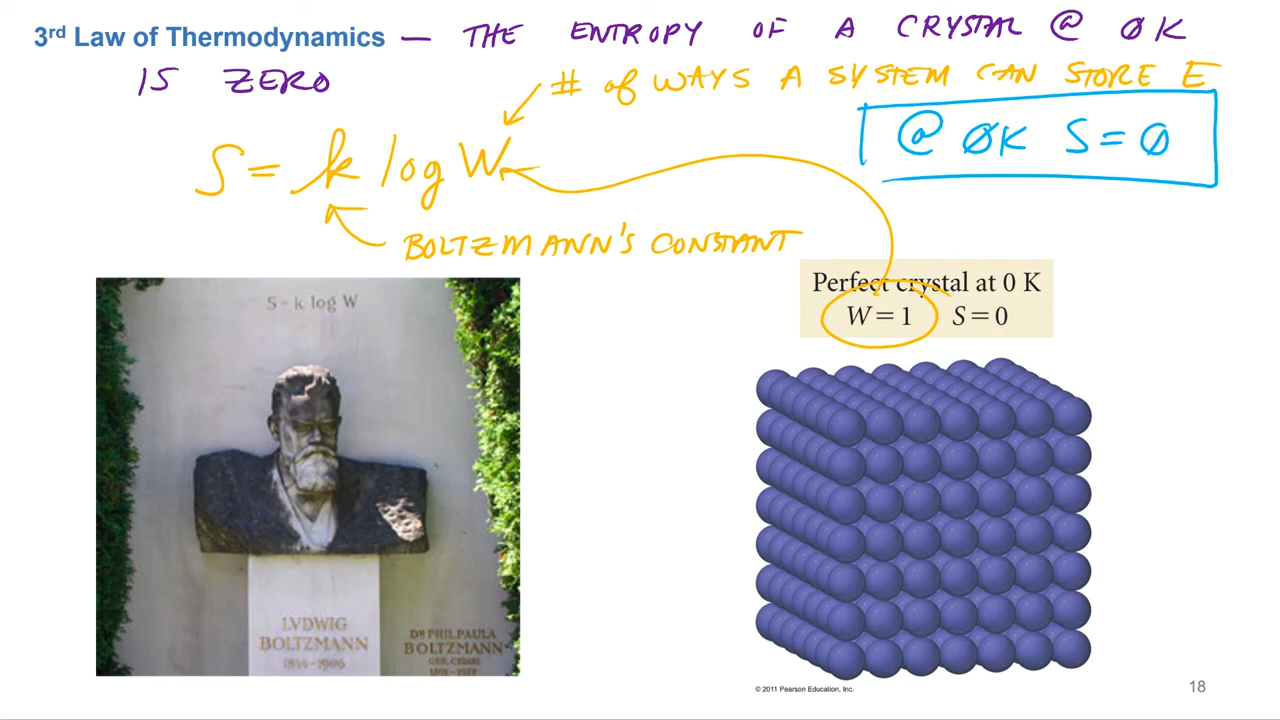 3rd Law of Thermodynamics — THE ENTROPY OF A CRYSTAL @ 0K
IS ZERO
# of WAYS A SYSTEM CAN STORE E
@ 0K S = 0
S = k log W
BOLTZMANN'S CONSTANT
Perfect crystal at 0 K
W = 1 S = 0
S = k log W
LVDWIG
BOLTZMANN
1844–1906
DR PHIL.PAULA
BOLTZMANN
GEB. CHIARI
© 2011 Pearson Education, Inc.
18